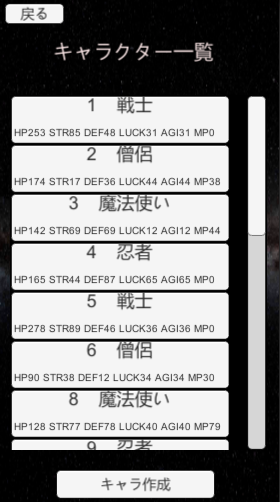 戻る
キャラクター一覧
1 戦士
HP253 STR85 DEF48 LUCK31 AGI31 MP0
2 僧侶
HP174 STR17 DEF36 LUCK44 AGI44 MP38
3 魔法使い
HP142 STR69 DEF69 LUCK12 AGI12 MP44
4 忍者
HP165 STR44 DEF87 LUCK65 AGI65 MP0
5 戦士
HP278 STR89 DEF46 LUCK36 AGI36 MP0
6 僧侶
HP90 STR38 DEF12 LUCK34 AGI34 MP30
8 魔法使い
HP128 STR77 DEF78 LUCK40 AGI40 MP79
9 忍者
キャラ作成